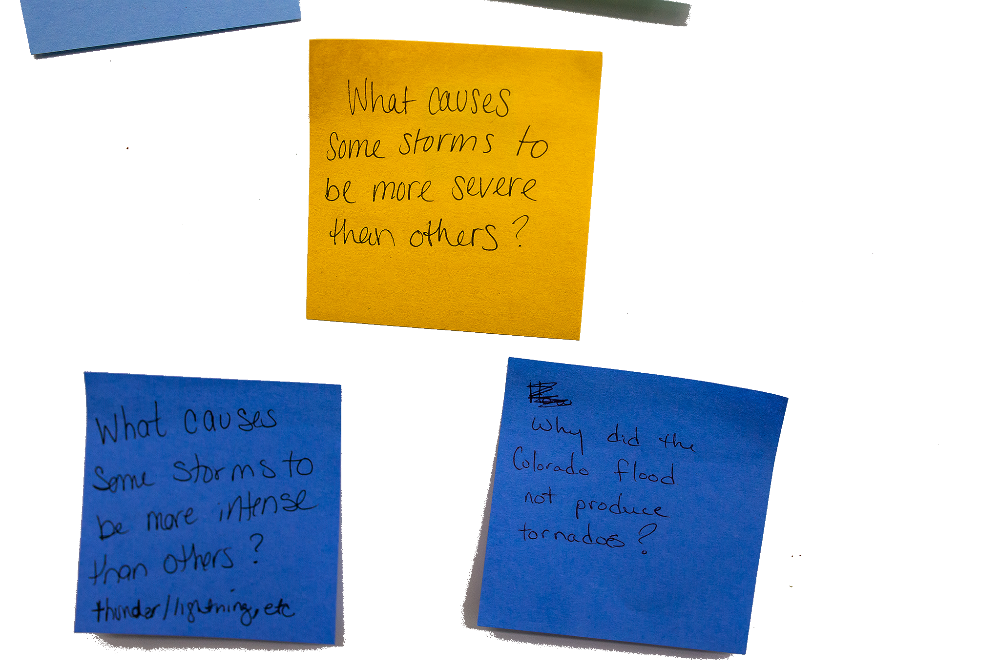 What causes
some storms to
be more severe
than others?
What causes
some storms to
be more intense
than others?
thunder/lightning, etc
Why did the
Colorado flood
not produce
tornados?